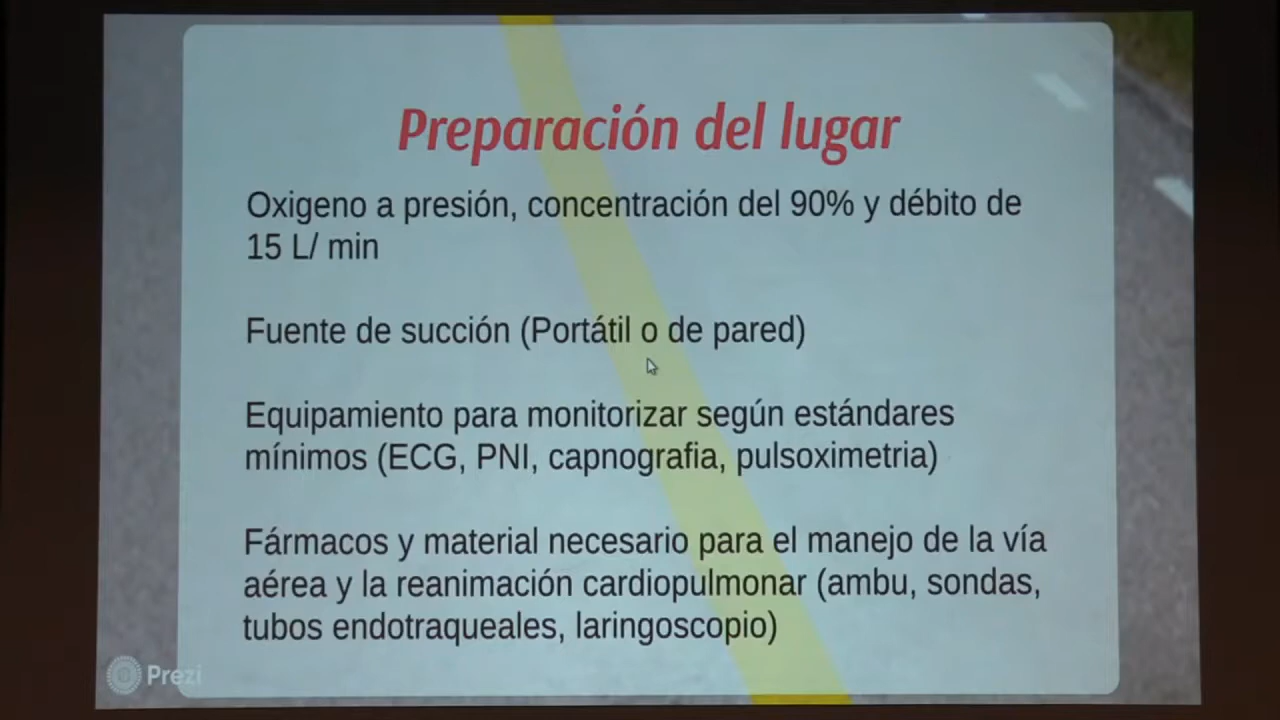 Preparación del lugar
Oxigeno a presión, concentración del 90% y débito de
15 L/ min
Fuente de succión (Portátil o de pared)
Equipamiento para monitorizar según estándares
mínimos (ECG, PNI, capnografia, pulsoximetria)
Fármacos y material necesario para el manejo de la vía
aérea y la reanimación cardiopulmonar (ambu, sondas,
tubos endotraqueales, laringoscopio)
Prezi